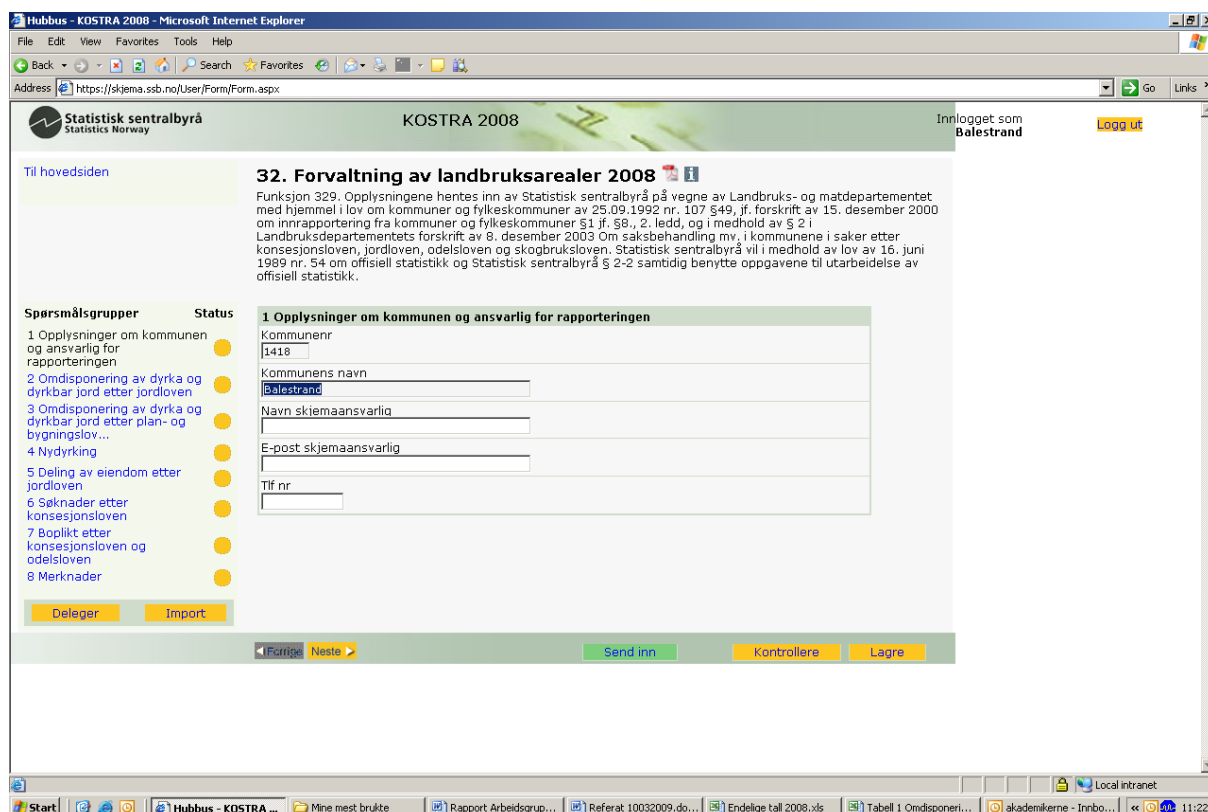 Hubbus - KOSTRA 2008 - Microsoft Internet Explorer
File Edit View Favorites Tools Help
Back Search Favorites
Address https://skjema.ssb.no/User/Form/Form.aspx Go Links
Statistisk sentralbyrå
Statistics Norway
KOSTRA 2008
Innlogget som
Balestrand
Logg ut
Til hovedsiden
32. Forvaltning av landbruksarealer 2008
Funksjon 329. Opplysningene hentes inn av Statistisk sentralbyrå på vegne av Landbruks- og matdepartementet
med hjemmel i lov om kommuner og fylkeskommuner av 25.09.1992 nr. 107 §49, jf. forskrift av 15. desember 2000
om innrapportering fra kommuner og fylkeskommuner §1 jf. §8., 2. ledd, og i medhold av § 2 i
Landbruksdepartementets forskrift av 8. desember 2003 Om saksbehandling mv. i kommunene i saker etter
konsesjonsloven, jordloven, odelsloven og skogbruksloven. Statistisk sentralbyrå vil i medhold av lov av 16. juni
1989 nr. 54 om offisiell statistikk og Statistisk sentralbyrå § 2-2 samtidig benytte oppgavene til utarbeidelse av
offisiell statistikk.
Spørsmålsgrupper Status
1 Opplysninger om kommunen
og ansvarlig for
rapporteringen
2 Omdisponering av dyrka og
dyrkbar jord etter jordloven
3 Omdisponering av dyrka og
dyrkbar jord etter plan- og
bygningslov...
4 Nydyrking
5 Deling av eiendom etter
jordloven
6 Søknader etter
konsesjonsloven
7 Boplikt etter
konsesjonsloven og
odelsloven
8 Merknader
Deleger Import
1 Opplysninger om kommunen og ansvarlig for rapporteringen
Kommunenr
1418
Kommunens navn
Balestrand
Navn skjemaansvarlig
E-post skjemaansvarlig
Tlf nr
Forrige Neste Send inn Kontrollere Lagre
Local intranet
Start Hubbus - KOSTRA ... Mine mest brukte Rapport Arbeidsgrup... Referat 10032009.do... Endelige tall 2008.xls Tabell 1 Omdisponeri... akademikerne - Innbo... 11:22